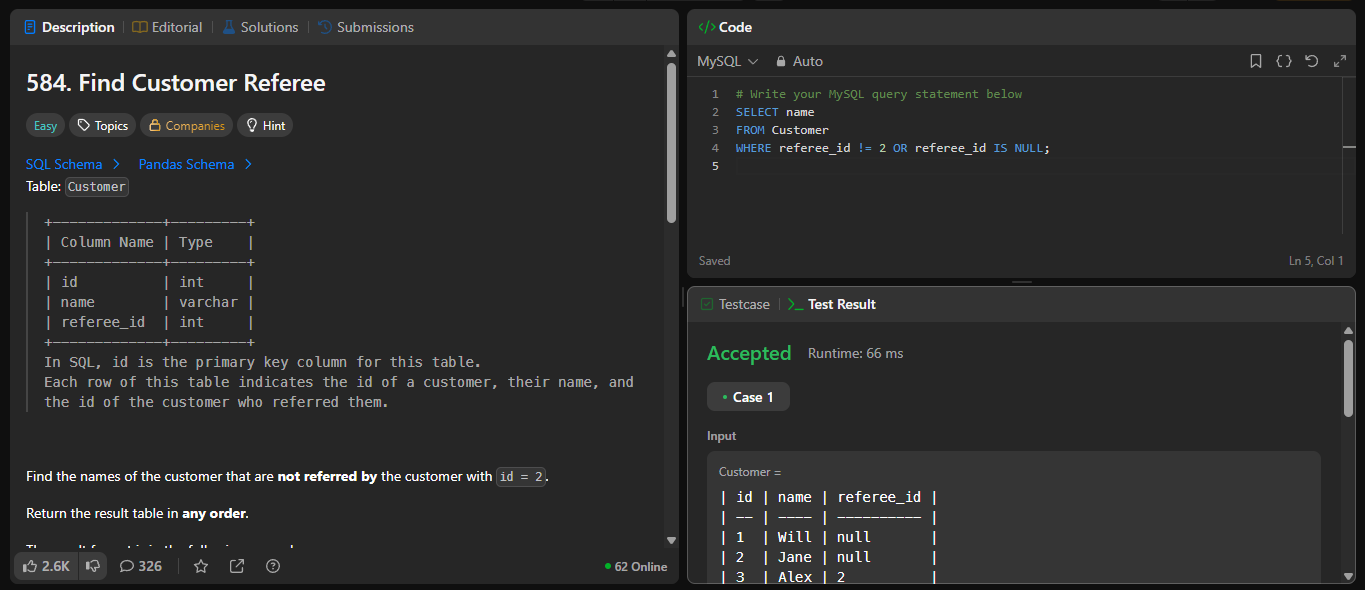 Description | Editorial | Solutions | Submissions
584. Find Customer Referee
Easy Topics Companies Hint
SQL Schema > Pandas Schema >
Table: Customer
+-------------+---------+
| Column Name | Type    |
+-------------+---------+
| id          | int     |
| name        | varchar |
| referee_id  | int     |
+-------------+---------+
In SQL, id is the primary key column for this table.
Each row of this table indicates the id of a customer, their name, and
the id of the customer who referred them.
Find the names of the customer that are not referred by the customer with id = 2.
Return the result table in any order.
2.6K 326 62 Online
</> Code
MySQL Auto
1 # Write your MySQL query statement below
2 SELECT name
3 FROM Customer
4 WHERE referee_id != 2 OR referee_id IS NULL;
5
Saved Ln 5, Col 1
Testcase | >_ Test Result
Accepted Runtime: 66 ms
• Case 1
Input
Customer =
| id | name | referee_id |
| -- | ---- | ---------- |
| 1  | Will | null       |
| 2  | Jane | null       |
| 3  | Alex | 2          |